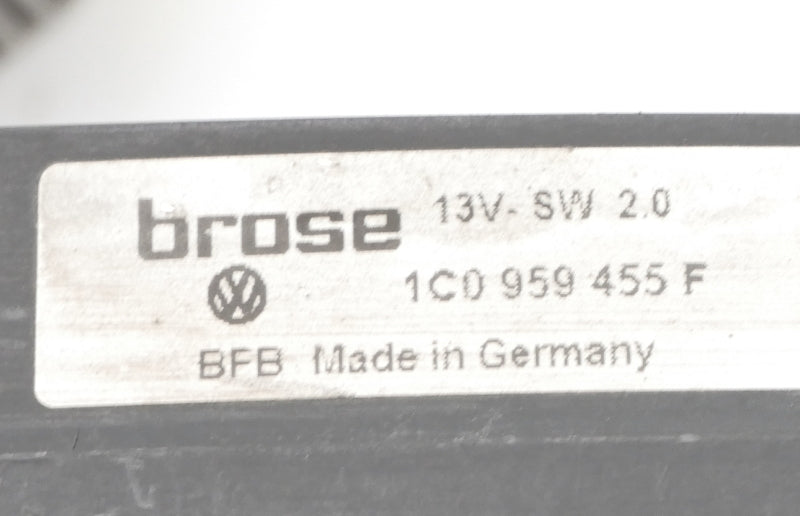 brose 13V- SW 2.0
1C0 959 455 F
BFB Made in Germany